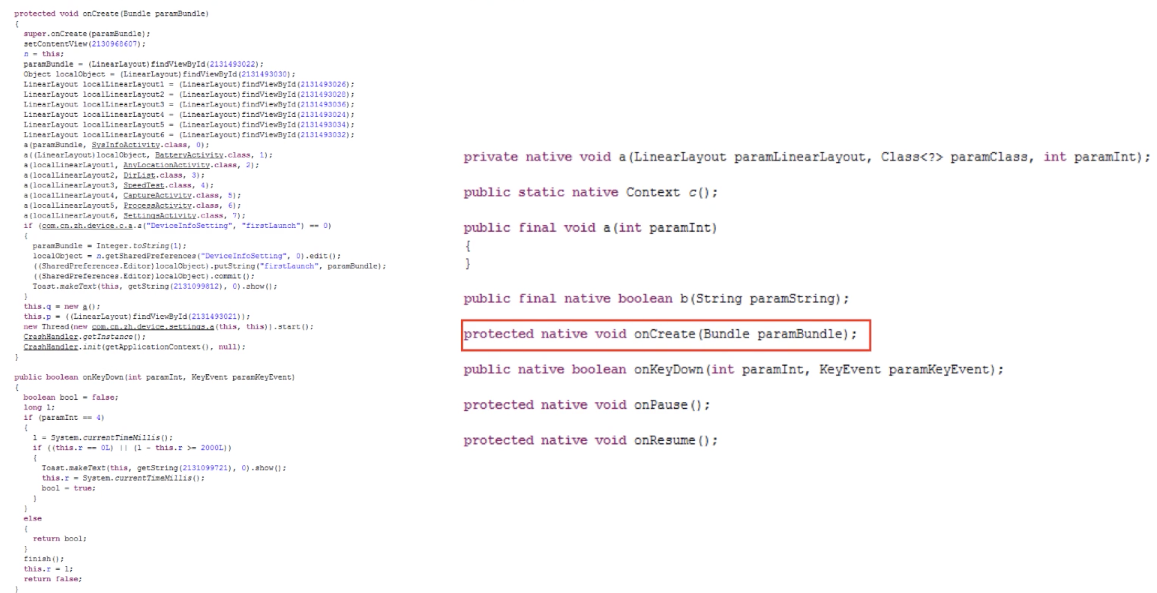 protected void onCreate(Bundle paramBundle)
{
super.onCreate(paramBundle);
setContentView(2130968607);
n = this;
paramBundle = (LinearLayout)findViewById(2131493022);
Object localObject = (LinearLayout)findViewById(2131493030);
LinearLayout localLinearLayout1 = (LinearLayout)findViewById(2131493026);
LinearLayout localLinearLayout2 = (LinearLayout)findViewById(2131493028);
LinearLayout localLinearLayout3 = (LinearLayout)findViewById(2131493036);
LinearLayout localLinearLayout4 = (LinearLayout)findViewById(2131493024);
LinearLayout localLinearLayout5 = (LinearLayout)findViewById(2131493034);
LinearLayout localLinearLayout6 = (LinearLayout)findViewById(2131493032);
a(paramBundle, SysInfoActivity.class, 0);
a((LinearLayout)localObject, BatteryActivity.class, 1);
a(localLinearLayout1, AnyLocationActivity.class, 2);
a(localLinearLayout2, DirList.class, 3);
a(localLinearLayout3, SpeedTest.class, 4);
a(localLinearLayout4, CaptureActivity.class, 5);
a(localLinearLayout5, ProcessActivity.class, 6);
a(localLinearLayout6, SettingsActivity.class, 7);
if (com.cn.zh.device.c.a.a("DeviceInfoSetting", "firstLaunch") == 0)
{
paramBundle = Integer.toString(1);
localObject = n.getSharedPreferences("DeviceInfoSetting", 0).edit();
((SharedPreferences.Editor)localObject).putString("firstLaunch", paramBundle);
((SharedPreferences.Editor)localObject).commit();
Toast.makeText(this, getString(2131099812), 0).show();
}
this.q = new a();
this.p = ((LinearLayout)findViewById(2131493021));
new Thread(new com.cn.zh.device.settings.a(this, this)).start();
CrashHandler.getInstance();
CrashHandler.init(getApplicationContext(), null);
}
public boolean onKeyDown(int paramInt, KeyEvent paramKeyEvent)
{
boolean bool = false;
long l;
if (paramInt == 4)
{
l = System.currentTimeMillis();
if ((this.r == 0L) || (l - this.r >= 2000L))
{
Toast.makeText(this, getString(2131099721), 0).show();
this.r = System.currentTimeMillis();
bool = true;
}
}
else
{
return bool;
}
finish();
this.r = l;
return false;
}
private native void a(LinearLayout paramLinearLayout, Class<?> paramClass, int paramInt);
public static native Context c();
public final void a(int paramInt)
{
}
public final native boolean b(String paramString);
protected native void onCreate(Bundle paramBundle);
public native boolean onKeyDown(int paramInt, KeyEvent paramKeyEvent);
protected native void onPause();
protected native void onResume();